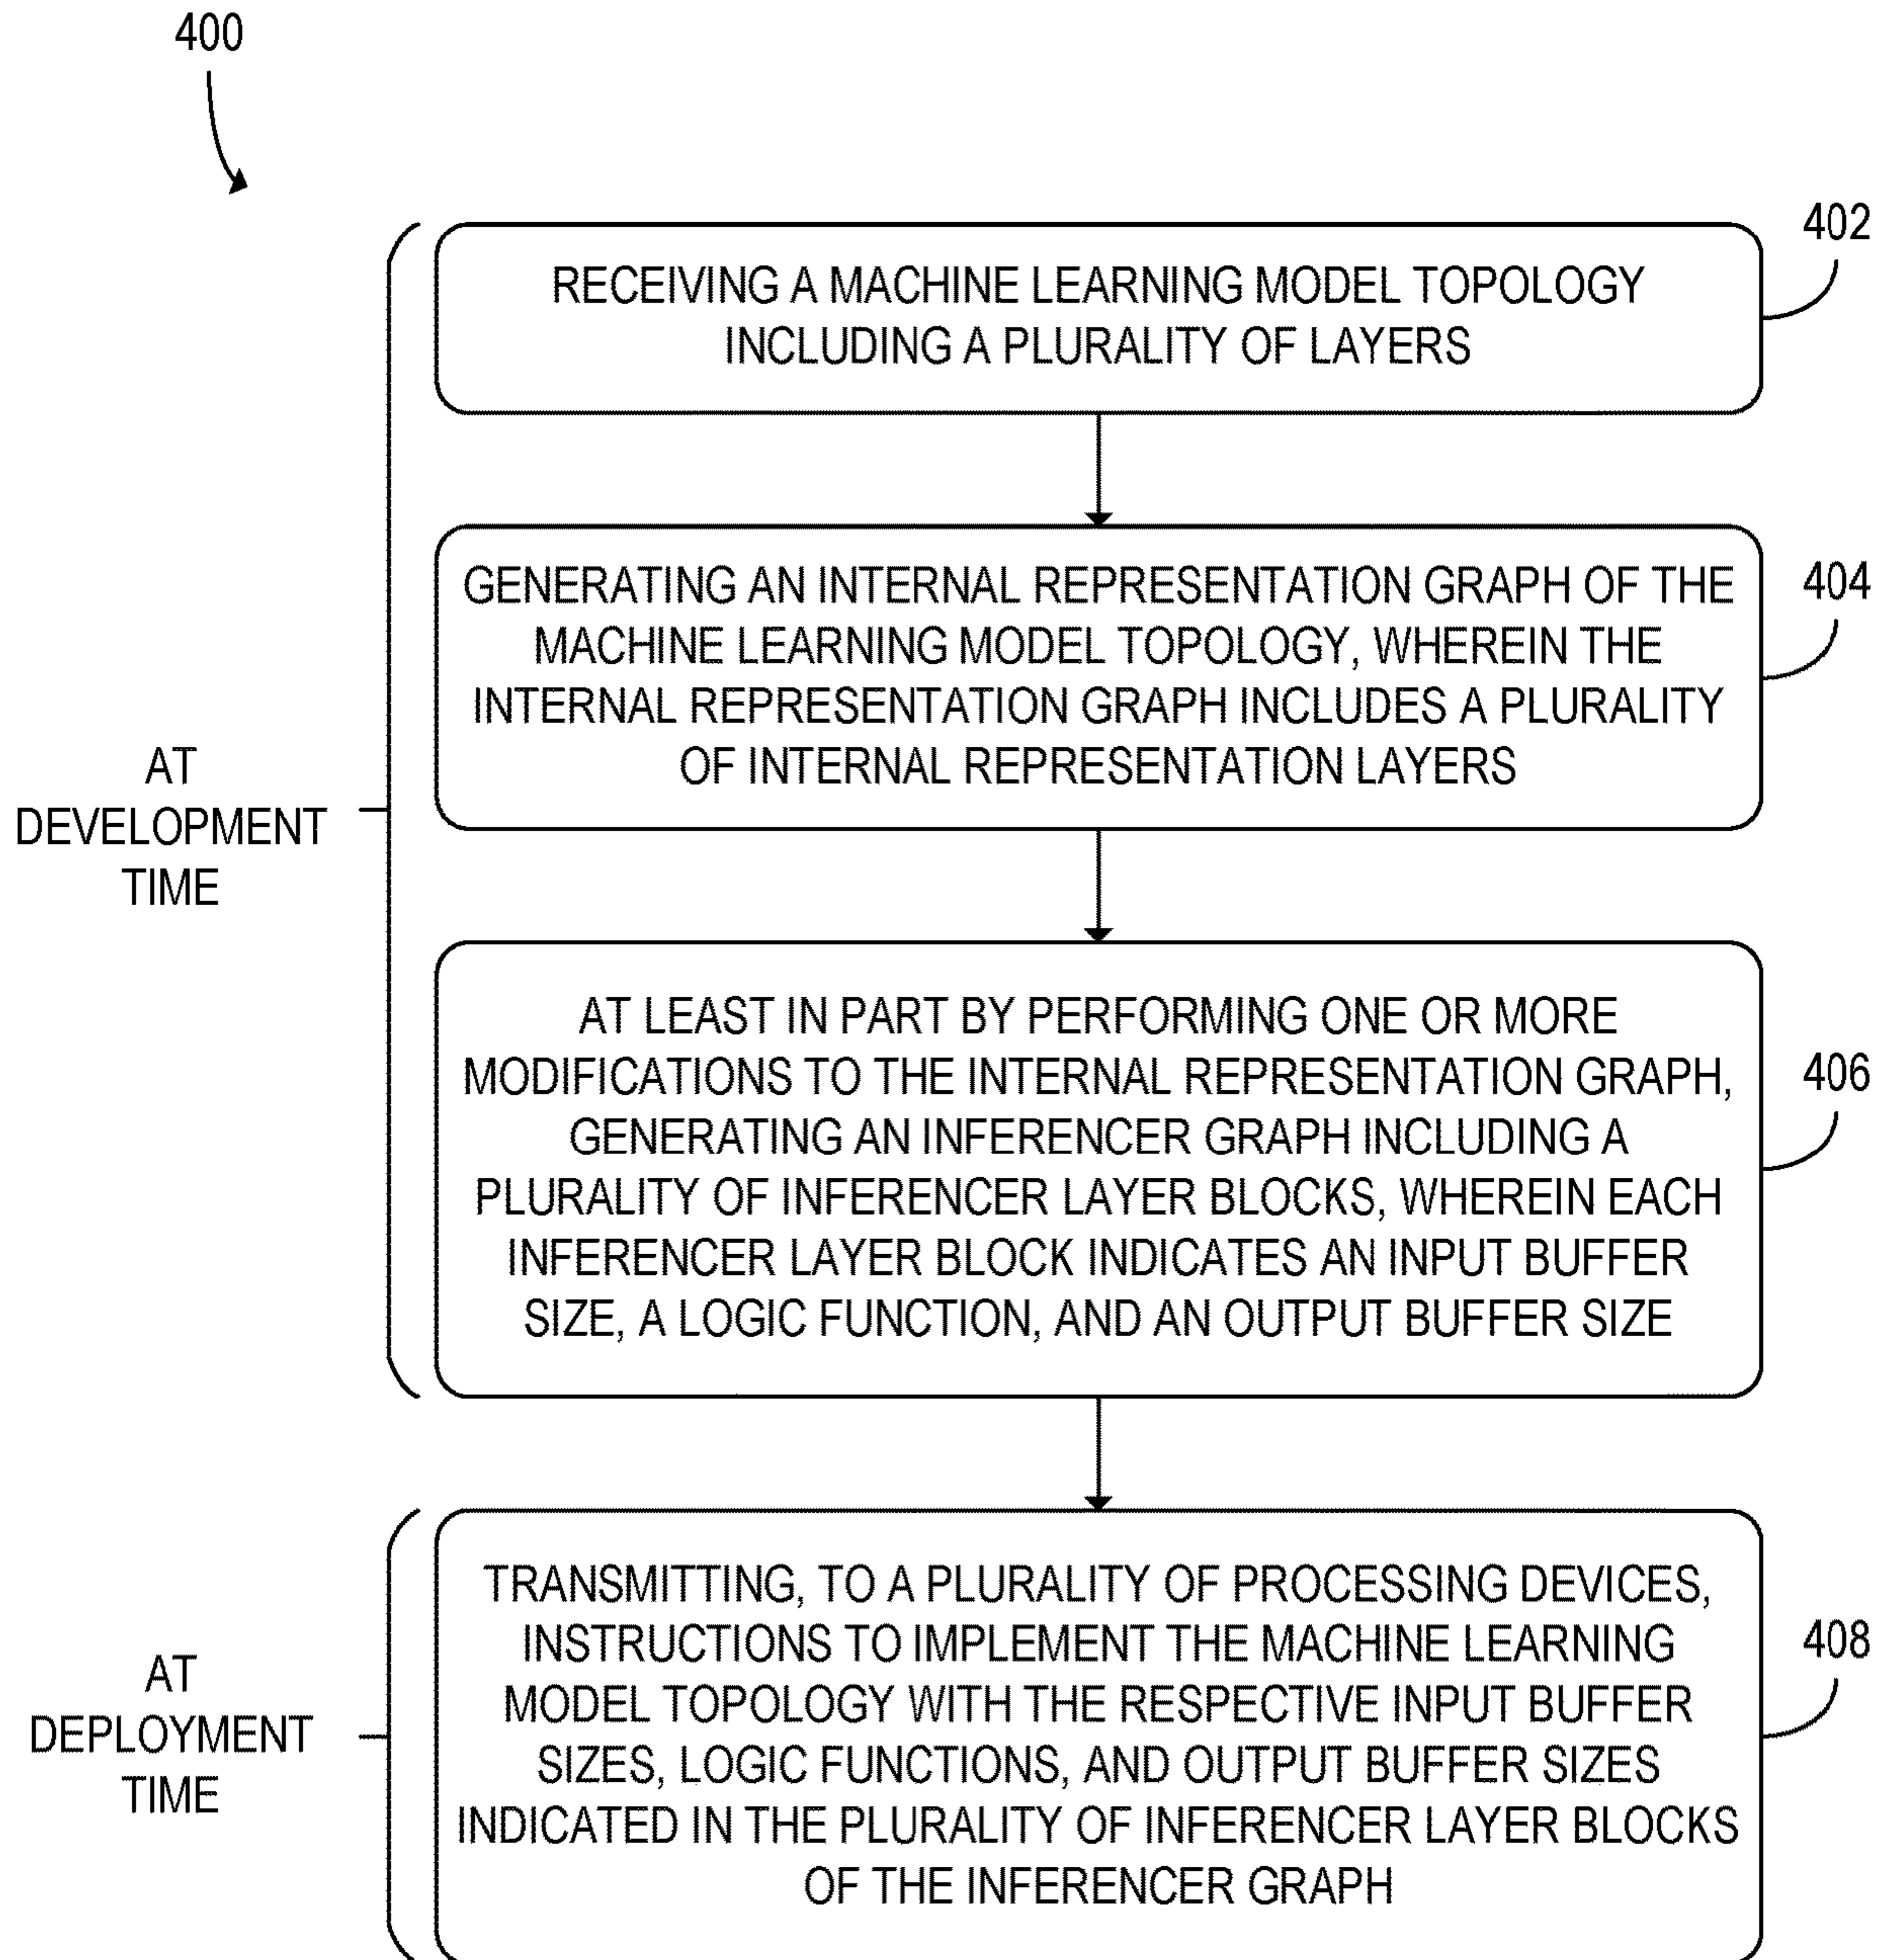 400
402
RECEIVING A MACHINE LEARNING MODEL TOPOLOGY
INCLUDING A PLURALITY OF LAYERS
404
GENERATING AN INTERNAL REPRESENTATION GRAPH OF THE
MACHINE LEARNING MODEL TOPOLOGY, WHEREIN THE
INTERNAL REPRESENTATION GRAPH INCLUDES A PLURALITY
OF INTERNAL REPRESENTATION LAYERS
AT
DEVELOPMENT
TIME
406
AT LEAST IN PART BY PERFORMING ONE OR MORE
MODIFICATIONS TO THE INTERNAL REPRESENTATION GRAPH,
GENERATING AN INFERENCER GRAPH INCLUDING A
PLURALITY OF INFERENCER LAYER BLOCKS, WHEREIN EACH
INFERENCER LAYER BLOCK INDICATES AN INPUT BUFFER
SIZE, A LOGIC FUNCTION, AND AN OUTPUT BUFFER SIZE
AT
DEPLOYMENT
TIME
408
TRANSMITTING, TO A PLURALITY OF PROCESSING DEVICES,
INSTRUCTIONS TO IMPLEMENT THE MACHINE LEARNING
MODEL TOPOLOGY WITH THE RESPECTIVE INPUT BUFFER
SIZES, LOGIC FUNCTIONS, AND OUTPUT BUFFER SIZES
INDICATED IN THE PLURALITY OF INFERENCER LAYER BLOCKS
OF THE INFERENCER GRAPH